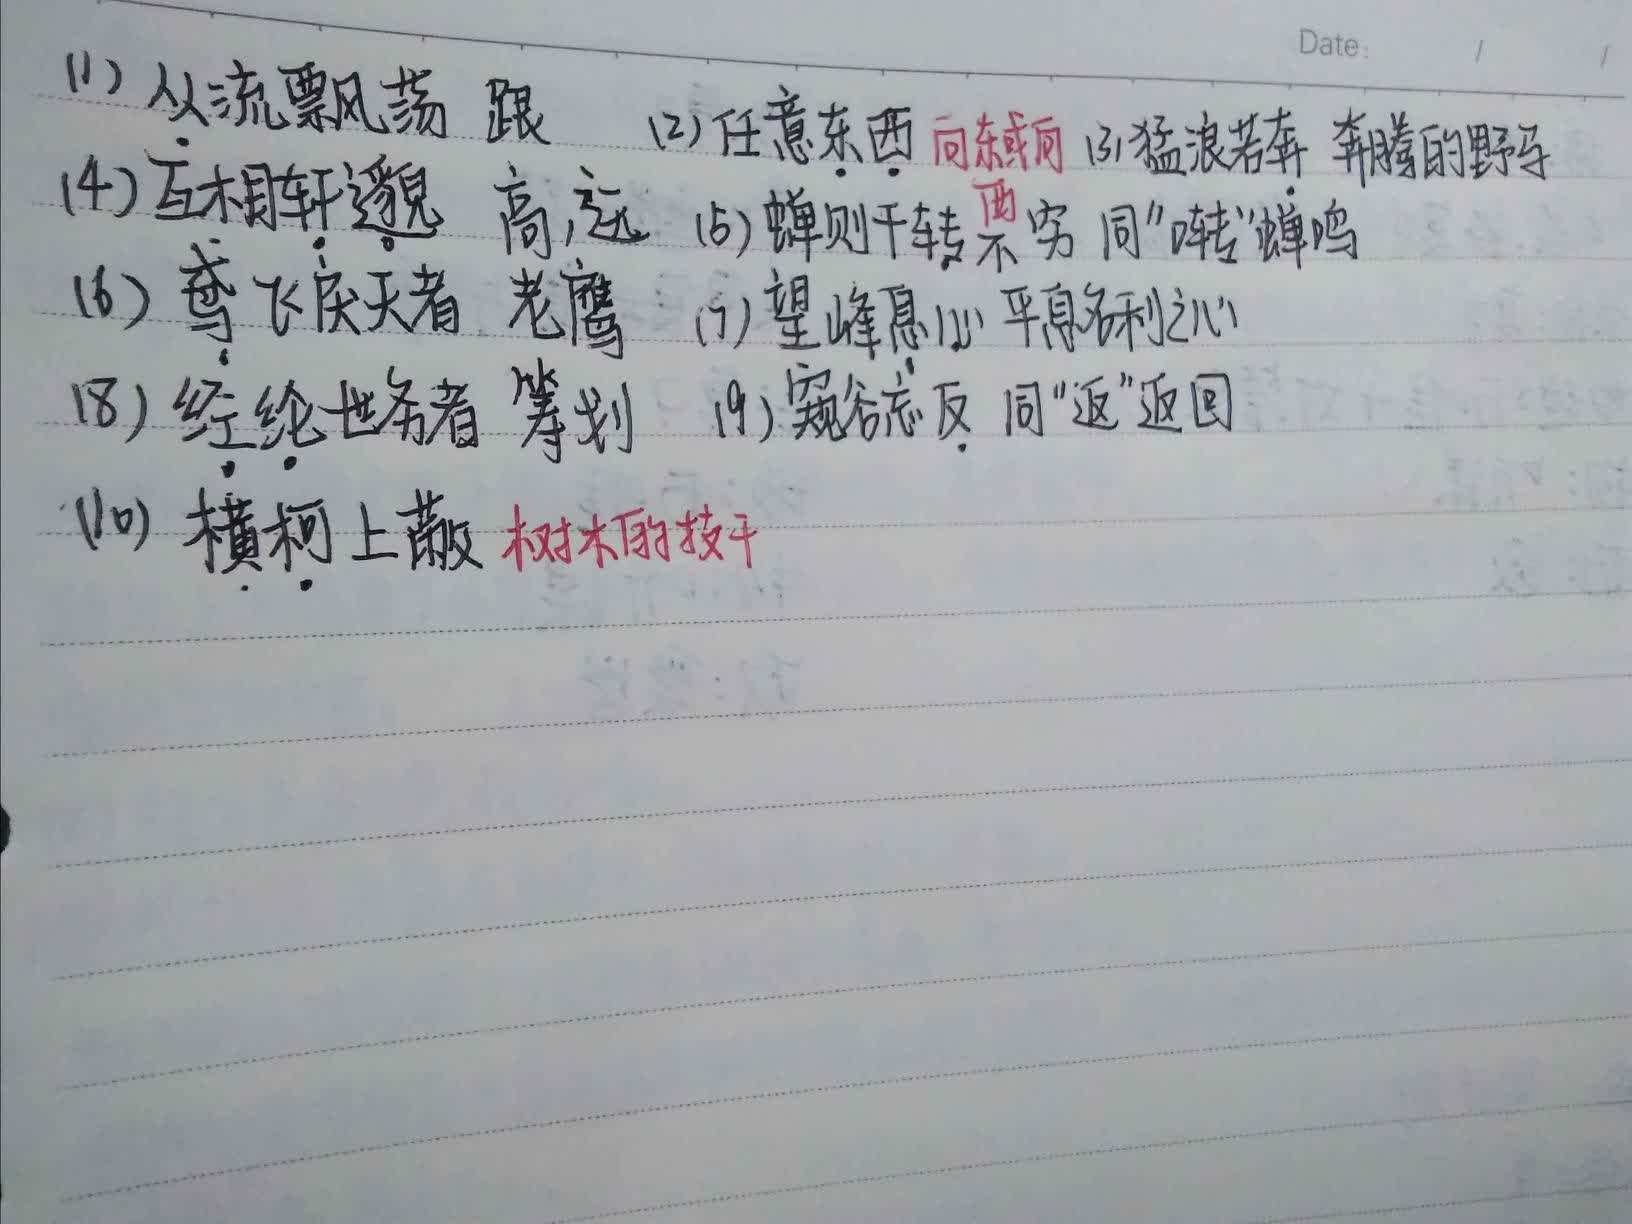 Date: / /
(1) 从流飘风荡 跟 (2) 任意东西 向东或向西 (3) 猛浪若奔 奔腾的野马
(4) 互相轩邈 高,远 (5) 蝉则千转不穷 同"啭"蝉鸣
(6) 鸢飞戾天者 老鹰 (7) 望峰息心 平息名利之心
(8) 经纶世务者 筹划 (9) 窥谷忘反 同"返"返回
(10) 横柯上蔽 树木的技干